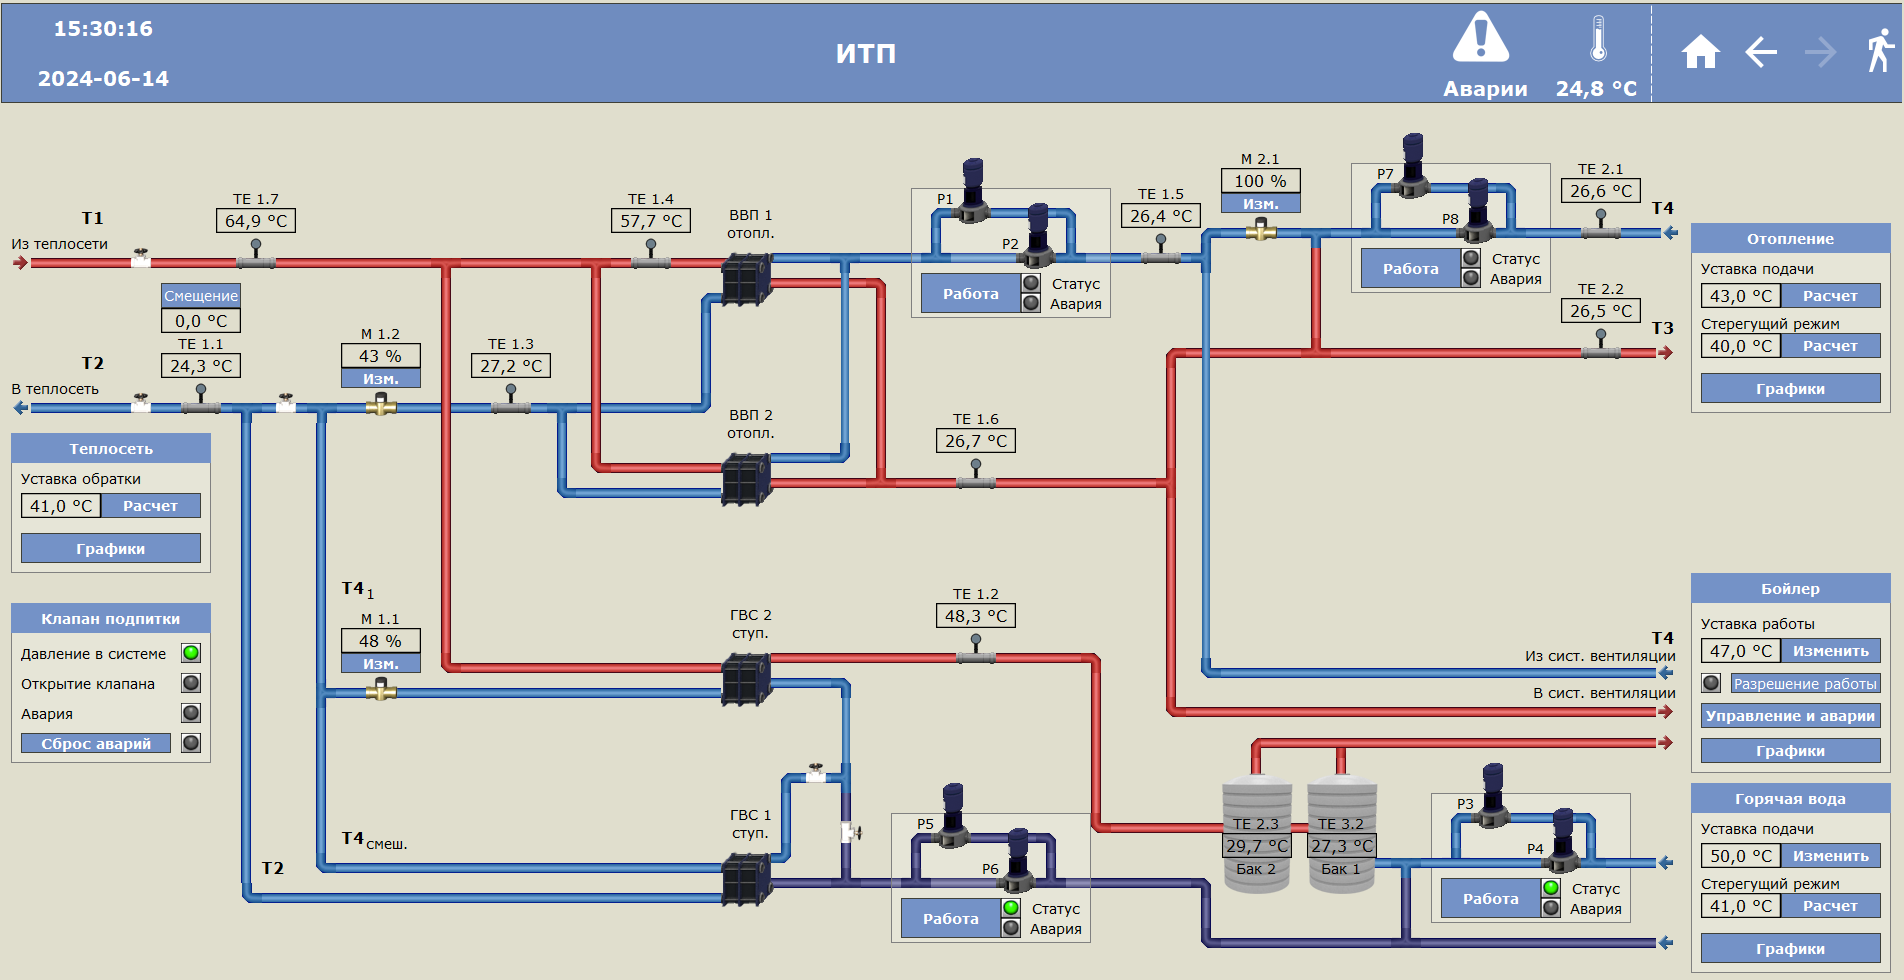 15:30:16
2024-06-14
ИТП
Аварии
24,8 °C
T1
Из теплосети
TE 1.7
64,9 °C
Смещение
0,0 °C
TE 1.1
24,3 °C
T2
В теплосеть
M 1.2
43 %
Изм.
TE 1.3
27,2 °C
TE 1.4
57,7 °C
ВВП 1
отопл.
ВВП 2
отопл.
P1
P2
Работа
Статус
Авария
TE 1.5
26,4 °C
M 2.1
100 %
Изм.
P7
P8
Работа
Статус
Авария
TE 2.1
26,6 °C
T4
TE 2.2
26,5 °C
T3
TE 1.6
26,7 °C
Отопление
Уставка подачи
43,0 °C Расчет
Стерегущий режим
40,0 °C Расчет
Графики
Теплосеть
Уставка обратки
41,0 °C Расчет
Графики
Клапан подпитки
Давление в системе
Открытие клапана
Авария
Сброс аварий
T4 1
M 1.1
48 %
Изм.
ГВС 2
ступ.
TE 1.2
48,3 °C
T4
Из сист. вентиляции
В сист. вентиляции
Бойлер
Уставка работы
47,0 °C Изменить
Разрешение работы
Управление и аварии
Графики
T4 смеш.
T2
ГВС 1
ступ.
P5
P6
Работа
Статус
Авария
TE 2.3
29,7 °C
Бак 2
TE 3.2
27,3 °C
Бак 1
P3
P4
Работа
Статус
Авария
Горячая вода
Уставка подачи
50,0 °C Изменить
Стерегущий режим
41,0 °C Расчет
Графики